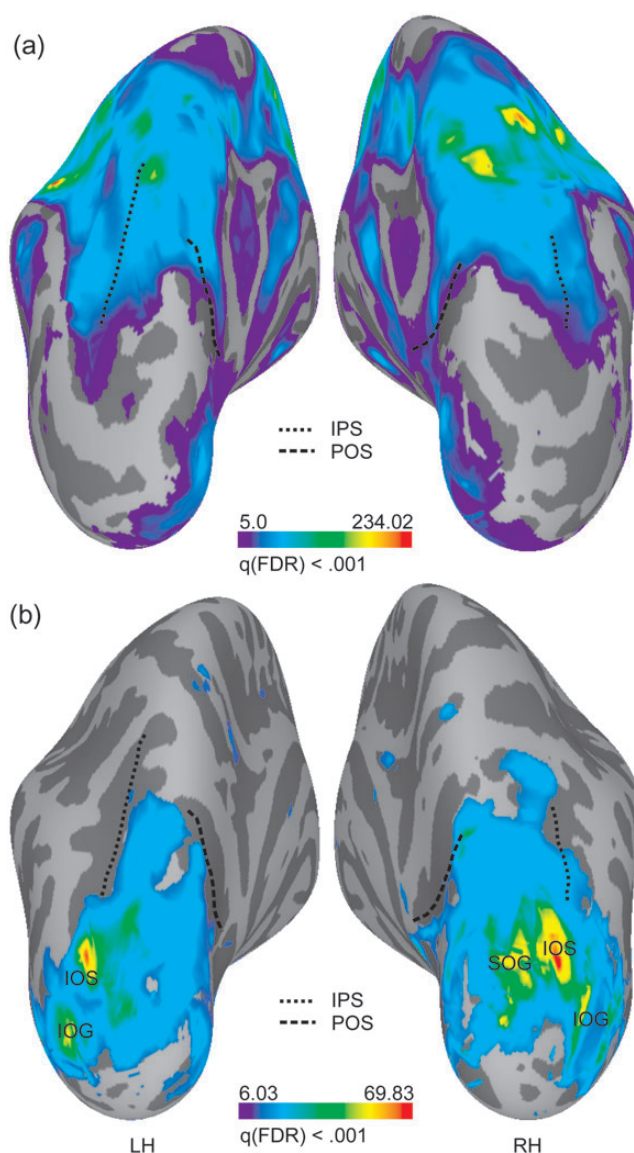 (a)
IPS
POS
5.0 234.02
q(FDR) < .001
(b)
IOS
SOG IOS
IOG
IOG
IPS
POS
6.03 69.83
q(FDR) < .001
LH RH